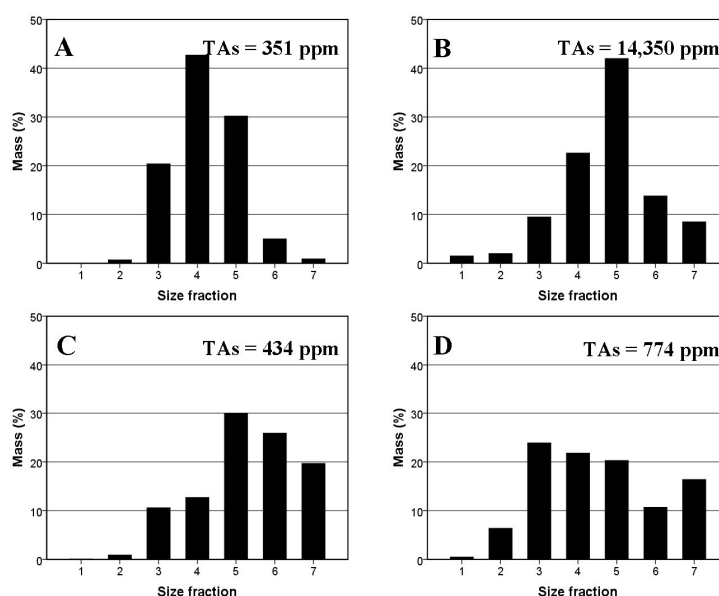 A
TAs = 351 ppm
50
40
30
20
10
0
Mass (%)
1 2 3 4 5 6 7
Size fraction
B
TAs = 14,350 ppm
50
40
30
20
10
0
Mass (%)
1 2 3 4 5 6 7
Size fraction
C
TAs = 434 ppm
50
40
30
20
10
0
Mass (%)
1 2 3 4 5 6 7
Size fraction
D
TAs = 774 ppm
50
40
30
20
10
0
Mass (%)
1 2 3 4 5 6 7
Size fraction